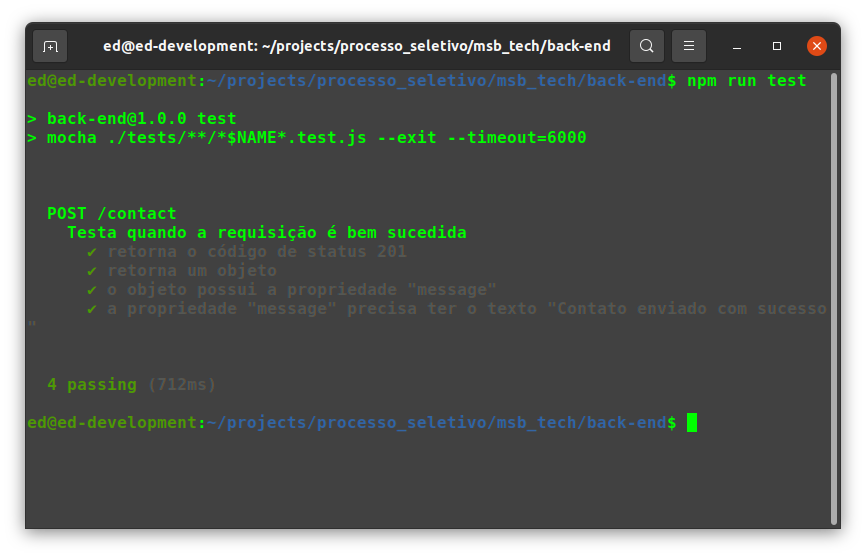 ed@ed-development: ~/projects/processo_seletivo/msb_tech/back-end
ed@ed-development:~/projects/processo_seletivo/msb_tech/back-end$ npm run test
> back-end@1.0.0 test
> mocha ./tests/**/*$NAME*.test.js --exit --timeout=6000
POST /contact
Testa quando a requisição é bem sucedida
✔ retorna o código de status 201
✔ retorna um objeto
✔ o objeto possui a propriedade "message"
✔ a propriedade "message" precisa ter o texto "Contato enviado com sucesso
"
4 passing (712ms)
ed@ed-development:~/projects/processo_seletivo/msb_tech/back-end$